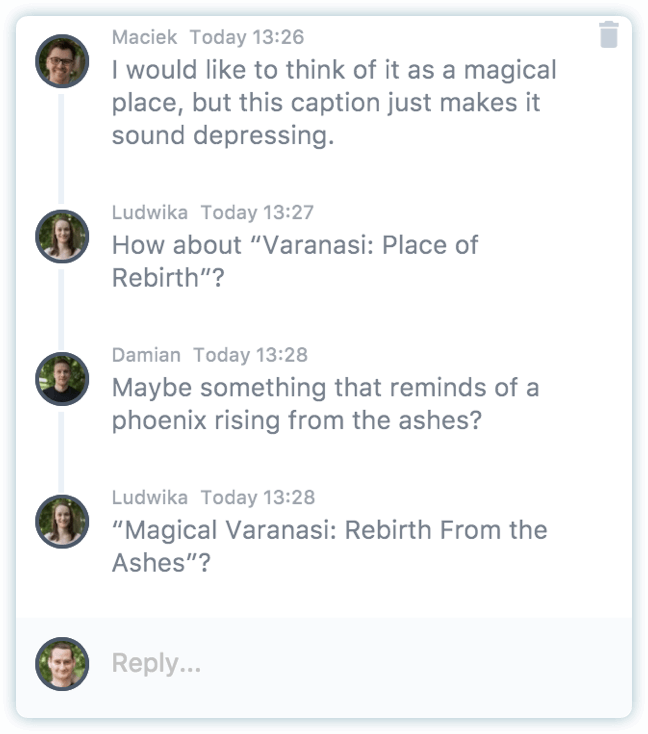 Maciek Today 13:26
I would like to think of it as a magical
place, but this caption just makes it
sound depressing.
Ludwika Today 13:27
How about “Varanasi: Place of
Rebirth”?
Damian Today 13:28
Maybe something that reminds of a
phoenix rising from the ashes?
Ludwika Today 13:28
“Magical Varanasi: Rebirth From the
Ashes”?
Reply...